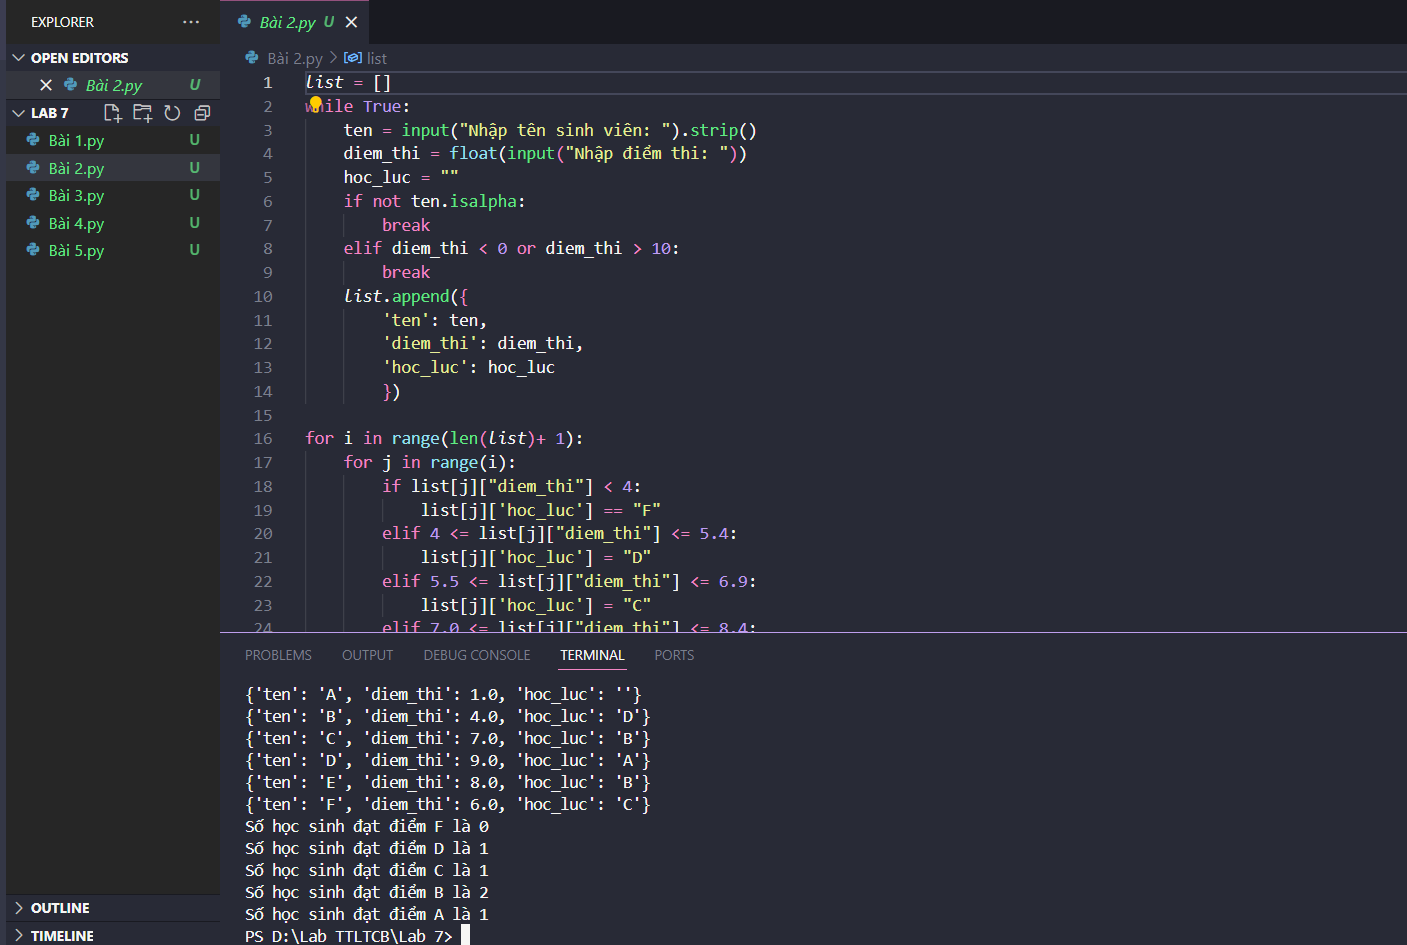 EXPLORER ...
OPEN EDITORS
Bài 2.py U
LAB 7
Bài 1.py U
Bài 2.py U
Bài 3.py U
Bài 4.py U
Bài 5.py U
OUTLINE
TIMELINE
Bài 2.py U
Bài 2.py > list
1 list = []
2 while True:
3 ten = input("Nhập tên sinh viên: ").strip()
4 diem_thi = float(input("Nhập điểm thi: "))
5 hoc_luc = ""
6 if not ten.isalpha:
7 break
8 elif diem_thi < 0 or diem_thi > 10:
9 break
10 list.append({
11 'ten': ten,
12 'diem_thi': diem_thi,
13 'hoc_luc': hoc_luc
14 })
15
16 for i in range(len(list)+ 1):
17 for j in range(i):
18 if list[j]["diem_thi"] < 4:
19 list[j]['hoc_luc'] == "F"
20 elif 4 <= list[j]["diem_thi"] <= 5.4:
21 list[j]['hoc_luc'] = "D"
22 elif 5.5 <= list[j]["diem_thi"] <= 6.9:
23 list[j]['hoc_luc'] = "C"
24 elif 7.0 <= list[j]["diem_thi"] <= 8.4:
PROBLEMS OUTPUT DEBUG CONSOLE TERMINAL PORTS
{'ten': 'A', 'diem_thi': 1.0, 'hoc_luc': ''}
{'ten': 'B', 'diem_thi': 4.0, 'hoc_luc': 'D'}
{'ten': 'C', 'diem_thi': 7.0, 'hoc_luc': 'B'}
{'ten': 'D', 'diem_thi': 9.0, 'hoc_luc': 'A'}
{'ten': 'E', 'diem_thi': 8.0, 'hoc_luc': 'B'}
{'ten': 'F', 'diem_thi': 6.0, 'hoc_luc': 'C'}
Số học sinh đạt điểm F là 0
Số học sinh đạt điểm D là 1
Số học sinh đạt điểm C là 1
Số học sinh đạt điểm B là 2
Số học sinh đạt điểm A là 1
PS D:\Lab TTLTCB\Lab 7>